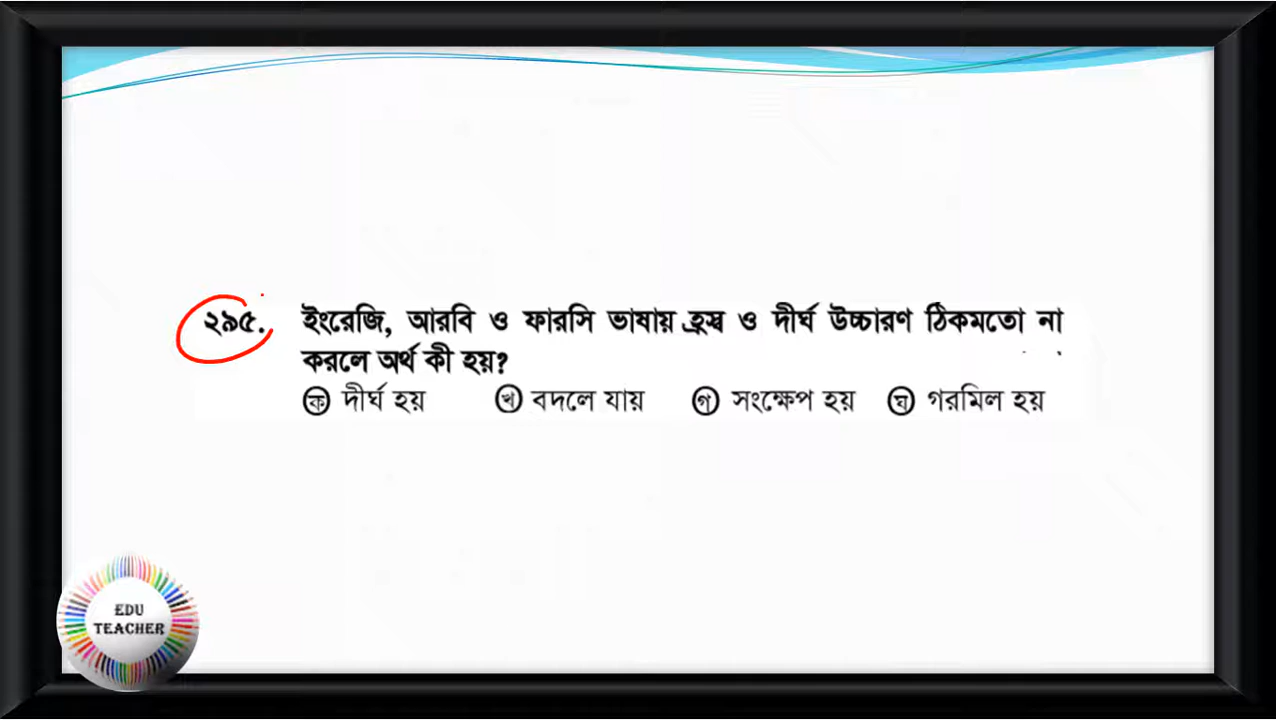 ২৯৫. ইংরেজি, আরবি ও ফারসি ভাষায় হ্রস্ব ও দীর্ঘ উচ্চারণ ঠিকমতো না
করলে অর্থ কী হয়?
ক দীর্ঘ হয় খ বদলে যায় গ সংক্ষেপ হয় ঘ গরমিল হয়
EDU
TEACHER